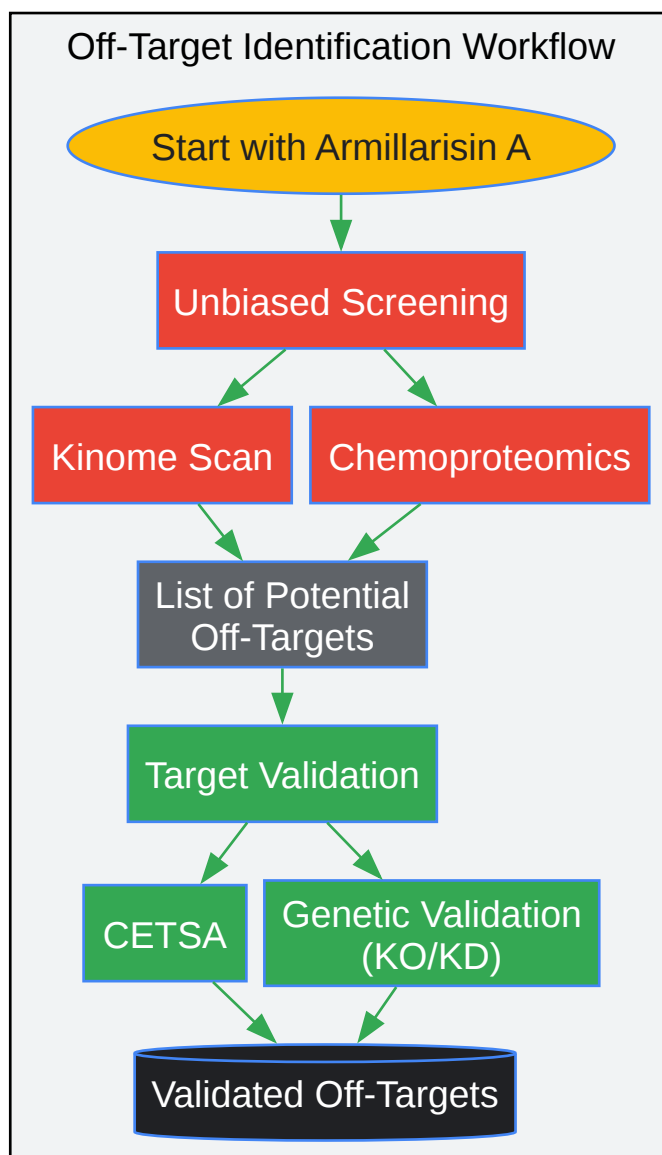 Off-Target Identification Workflow
Start with Armillarisin A
Unbiased Screening
Kinome Scan
Chemoproteomics
List of Potential
Off-Targets
Target Validation
CETSA
Genetic Validation
(KO/KD)
Validated Off-Targets